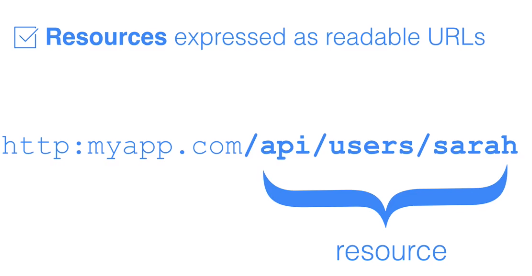 Resources expressed as readable URLs
http:myapp.com/api/users/sarah
resource